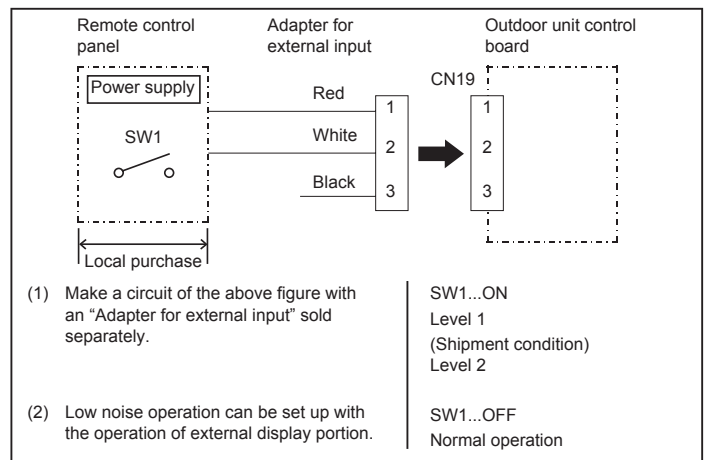 Remote control
panel
Adapter for
external input
Outdoor unit control
board
Power supply
SW1
Red
White
Black
1
2
3
CN19
1
2
3
Local purchase
(1) Make a circuit of the above figure with
an “Adapter for external input” sold
separately.
SW1...ON
Level 1
(Shipment condition)
Level 2
(2) Low noise operation can be set up with
the operation of external display portion.
SW1...OFF
Normal operation